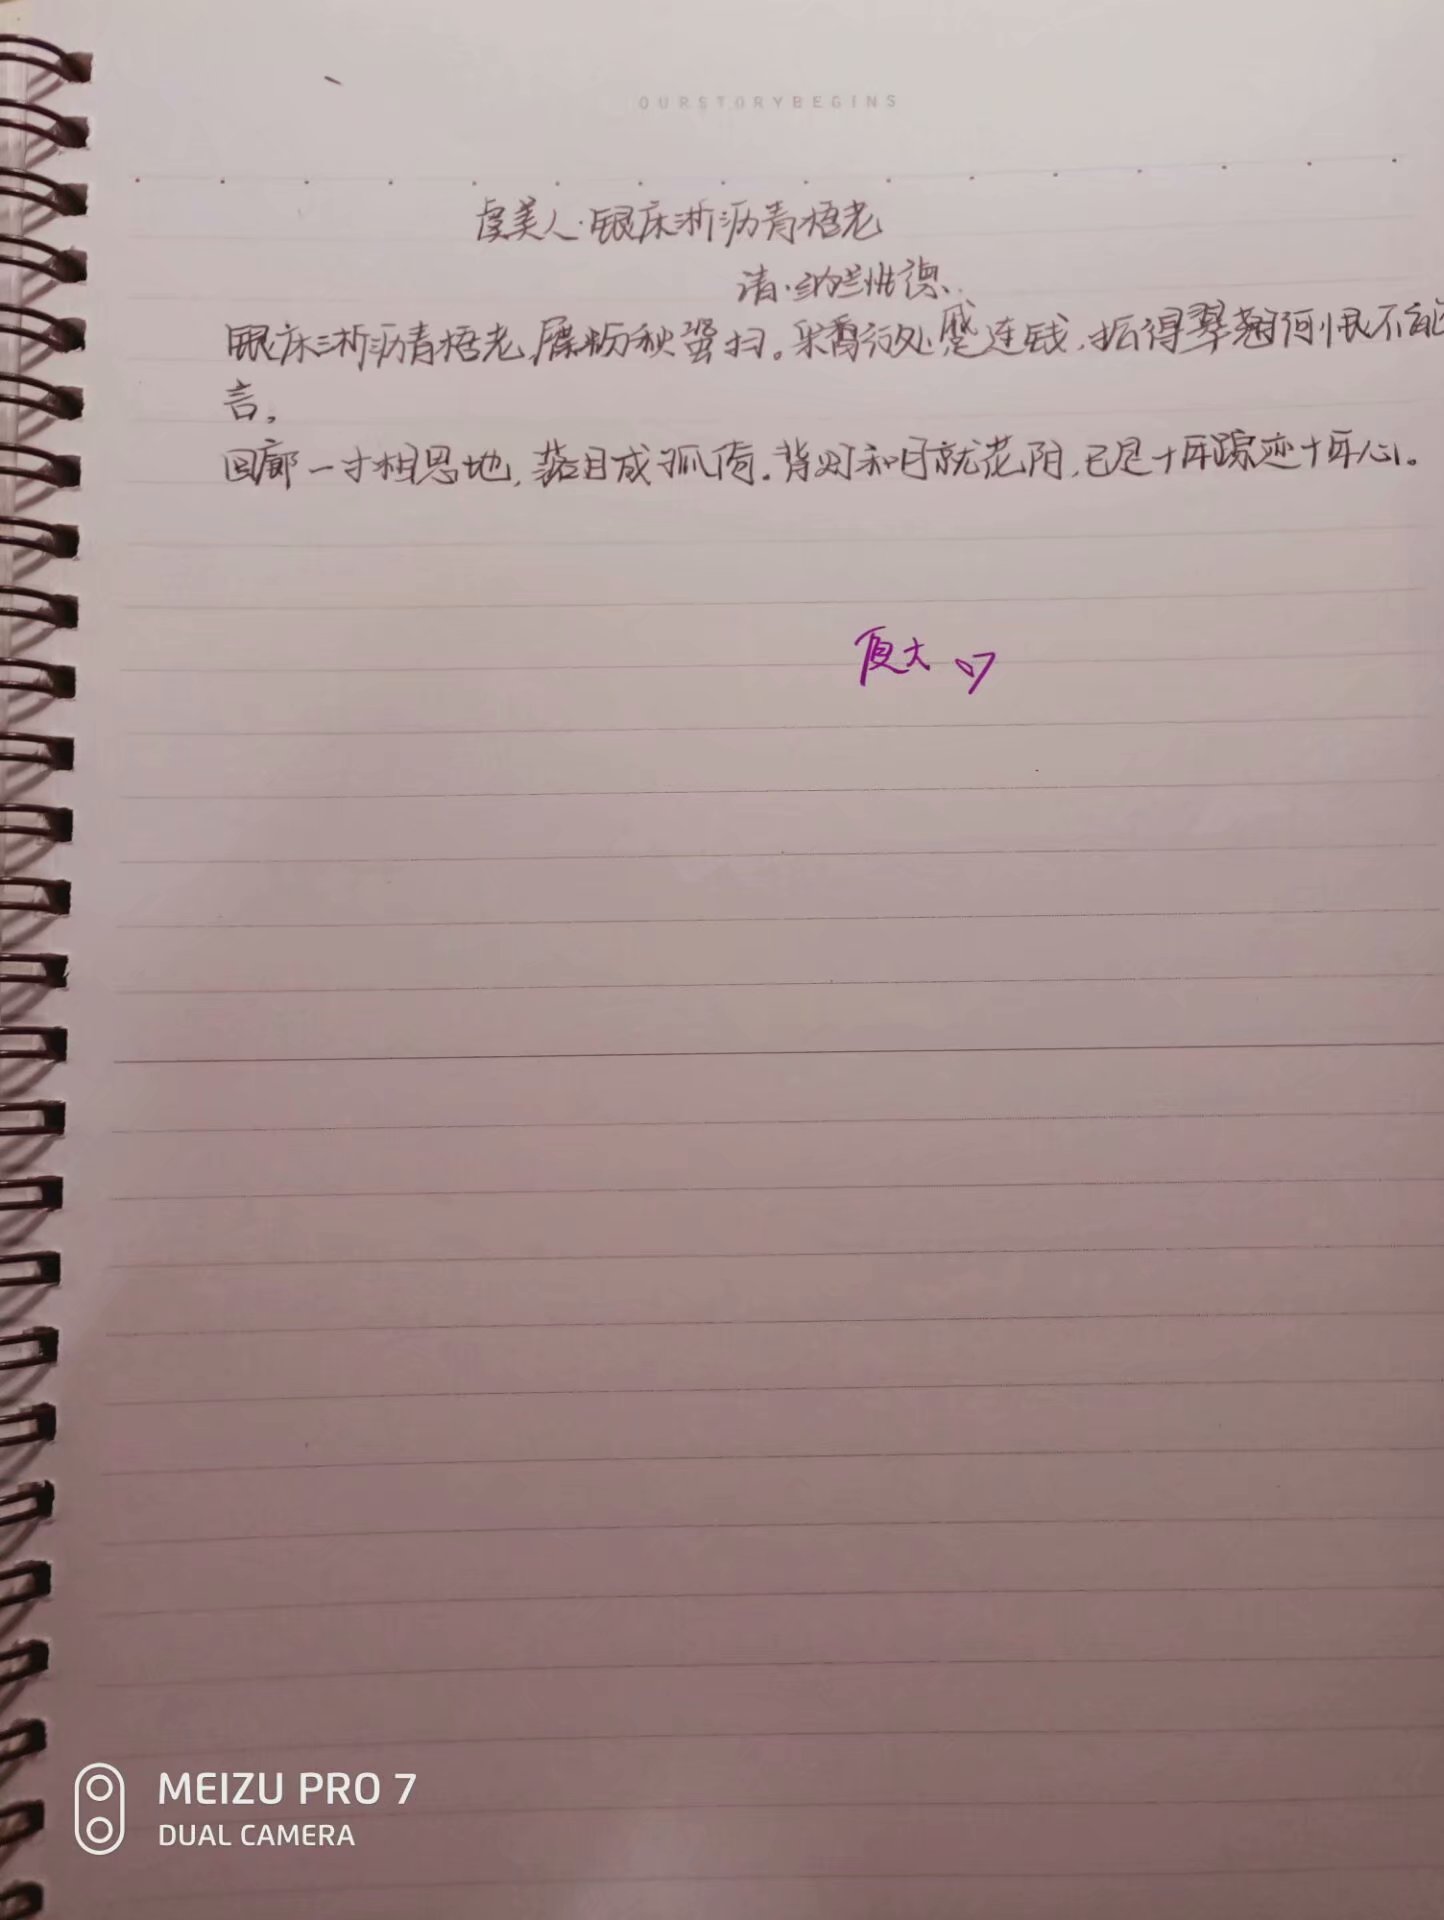 OURSTORYBEGINS
虞美人·银床淅沥青梧老
清·纳兰性德
银床淅沥青梧老,屧粉秋蛩扫。采香行处蹙连钱,拾得翠翘何恨不能
言。
回廊一寸相思地,落月成孤倚。背灯和月就花阴,已是十年踪迹十年心。
MEIZU PRO 7
DUAL CAMERA